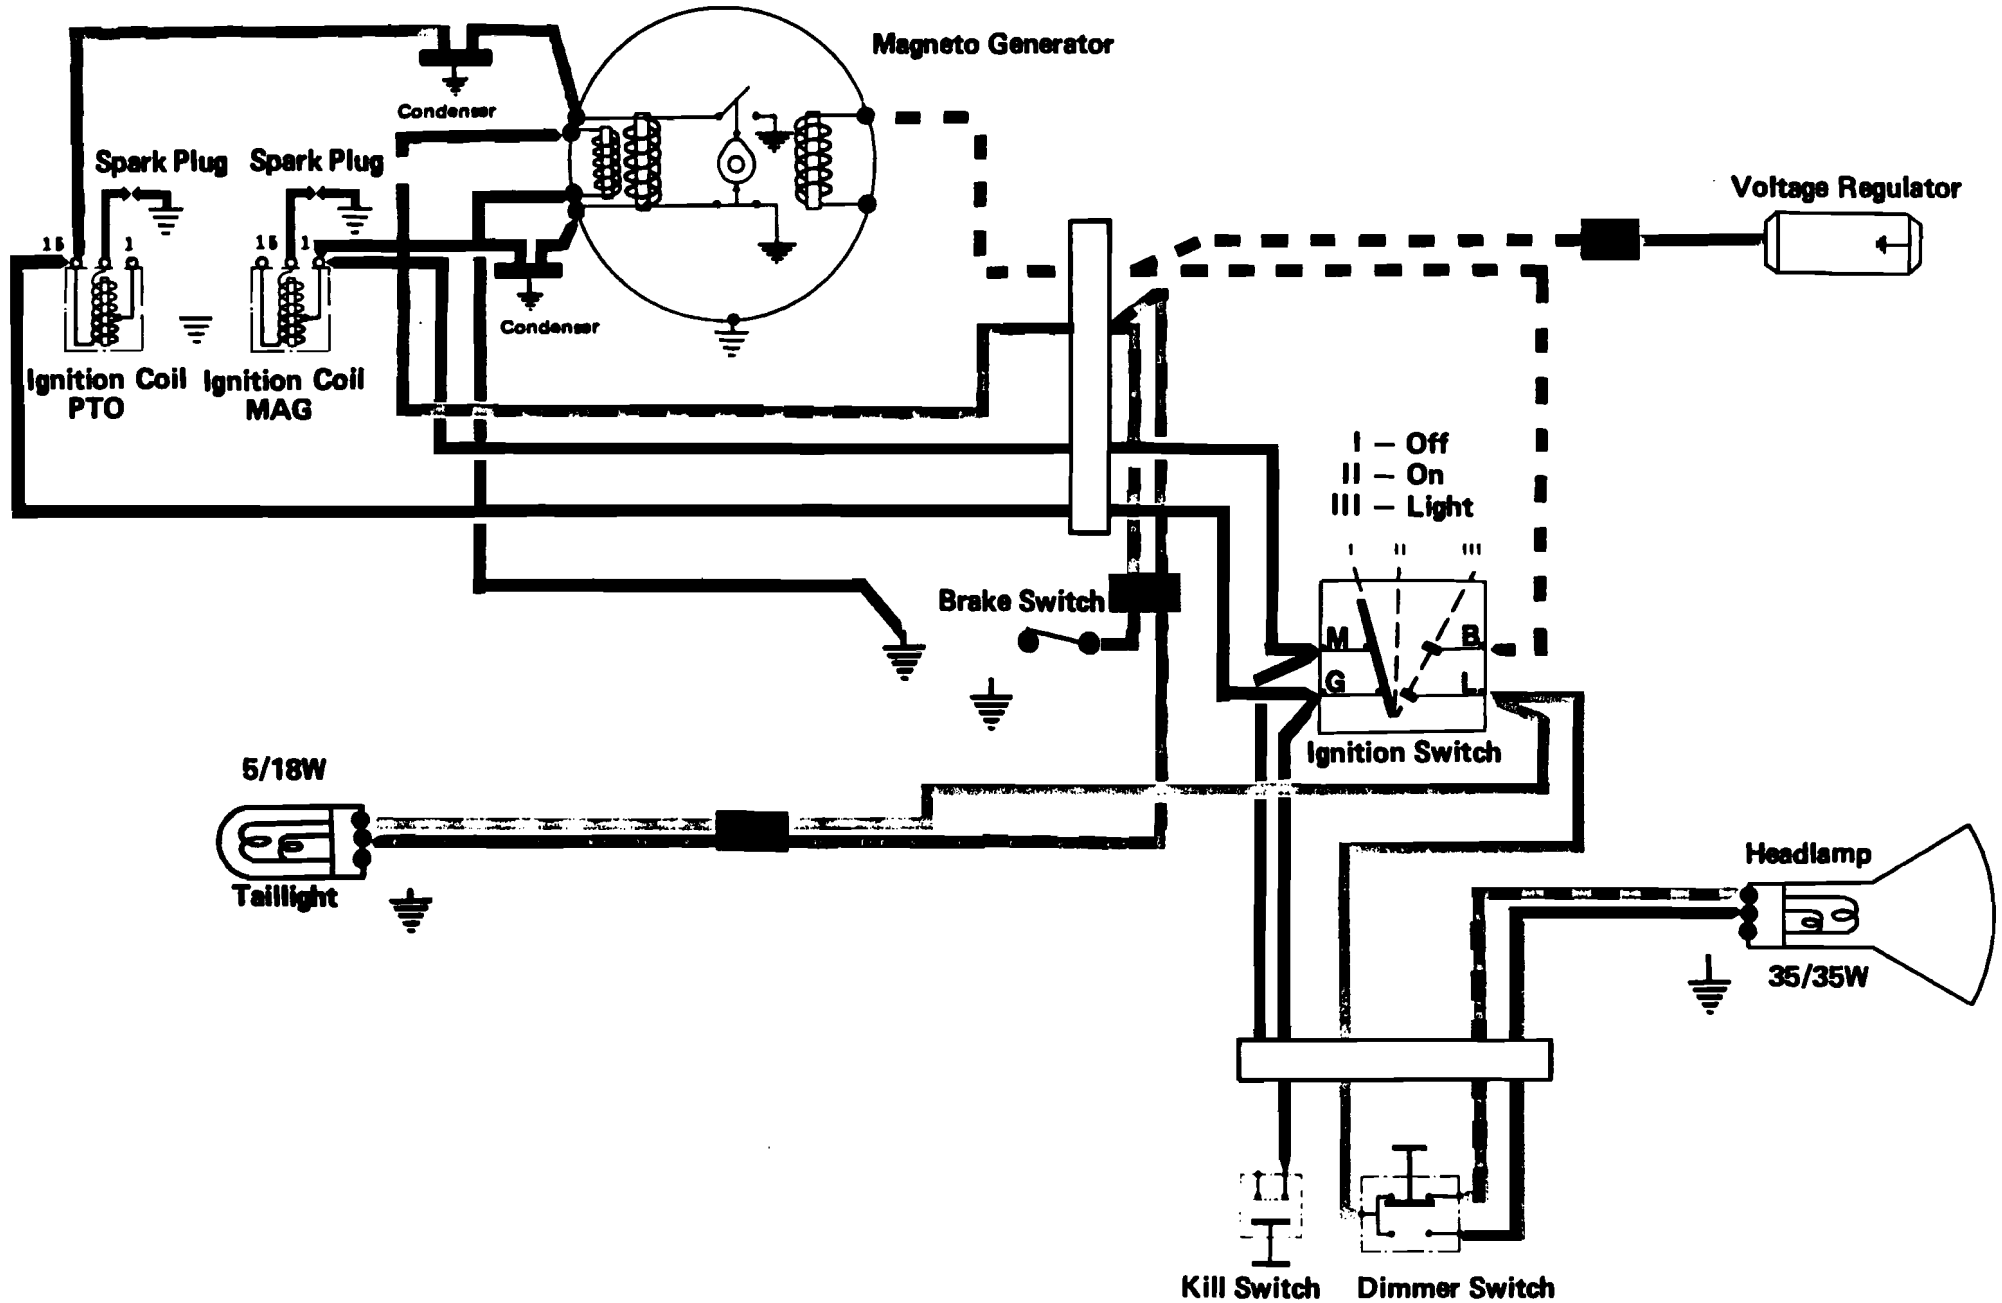 Magneto Generator
Condenser
Spark Plug
Spark Plug
Voltage Regulator
15
1
15
1
Condenser
Ignition Coil
PTO
Ignition Coil
MAG
I – Off
II – On
III – Light
I
II
III
Brake Switch
M
B
G
L
Ignition Switch
5/18W
Taillight
Headlamp
35/35W
Kill Switch
Dimmer Switch